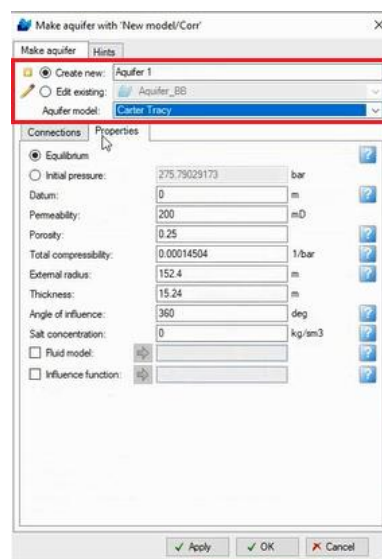 Make aquifer with 'New model/Corr'
Make aquifer Hints
Create new: Aquifer 1
Edit existing: Aquifer_BB
Aquifer model: Carter Tracy
Connections Properties
Equilibrium
Initial pressure: 275.79029173 bar
Datum: 0 m
Permeability: 200 mD
Porosity: 0.25
Total compressibility: 0.00014504 1/bar
External radius: 152.4 m
Thickness: 15.24 m
Angle of influence: 360 deg
Salt concentration: 0 kg/sm3
Fluid model:
Influence function:
Apply OK Cancel